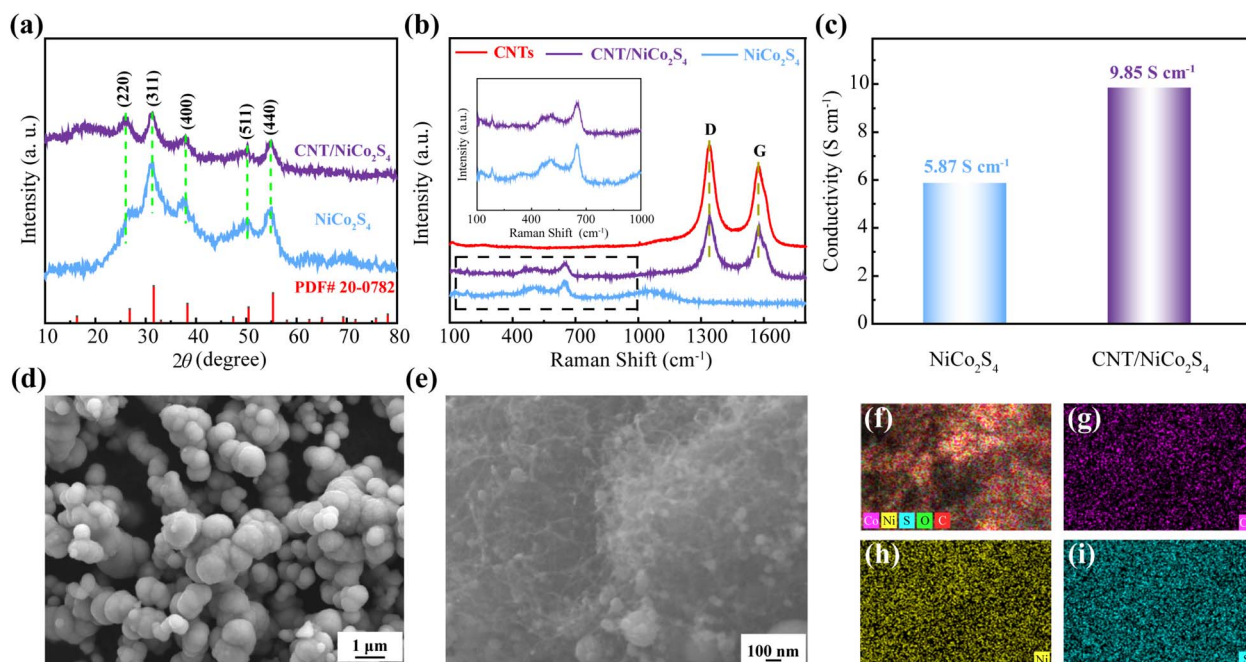 (a)
(220)
(311)
(400)
(511)
(440)
CNT/NiCo₂S₄
NiCo₂S₄
PDF# 20-0782
Intensity (a. u.)
10 20 30 40 50 60 70 80
2θ (degree)
(b)
CNTs CNT/NiCo₂S₄ NiCo₂S₄
Intensity (a.u.)
100 400 700 1000
Raman Shift (cm⁻¹)
D
G
Intensity (a.u.)
100 400 700 1000 1300 1600
Raman Shift (cm⁻¹)
(c)
Conductivity (S cm⁻¹)
10
8
6
4
2
0
5.87 S cm⁻¹
9.85 S cm⁻¹
NiCo₂S₄
CNT/NiCo₂S₄
(d)
1 μm
(e)
100 nm
(f)
Co Ni S O C
(g)
(h)
Ni
(i)